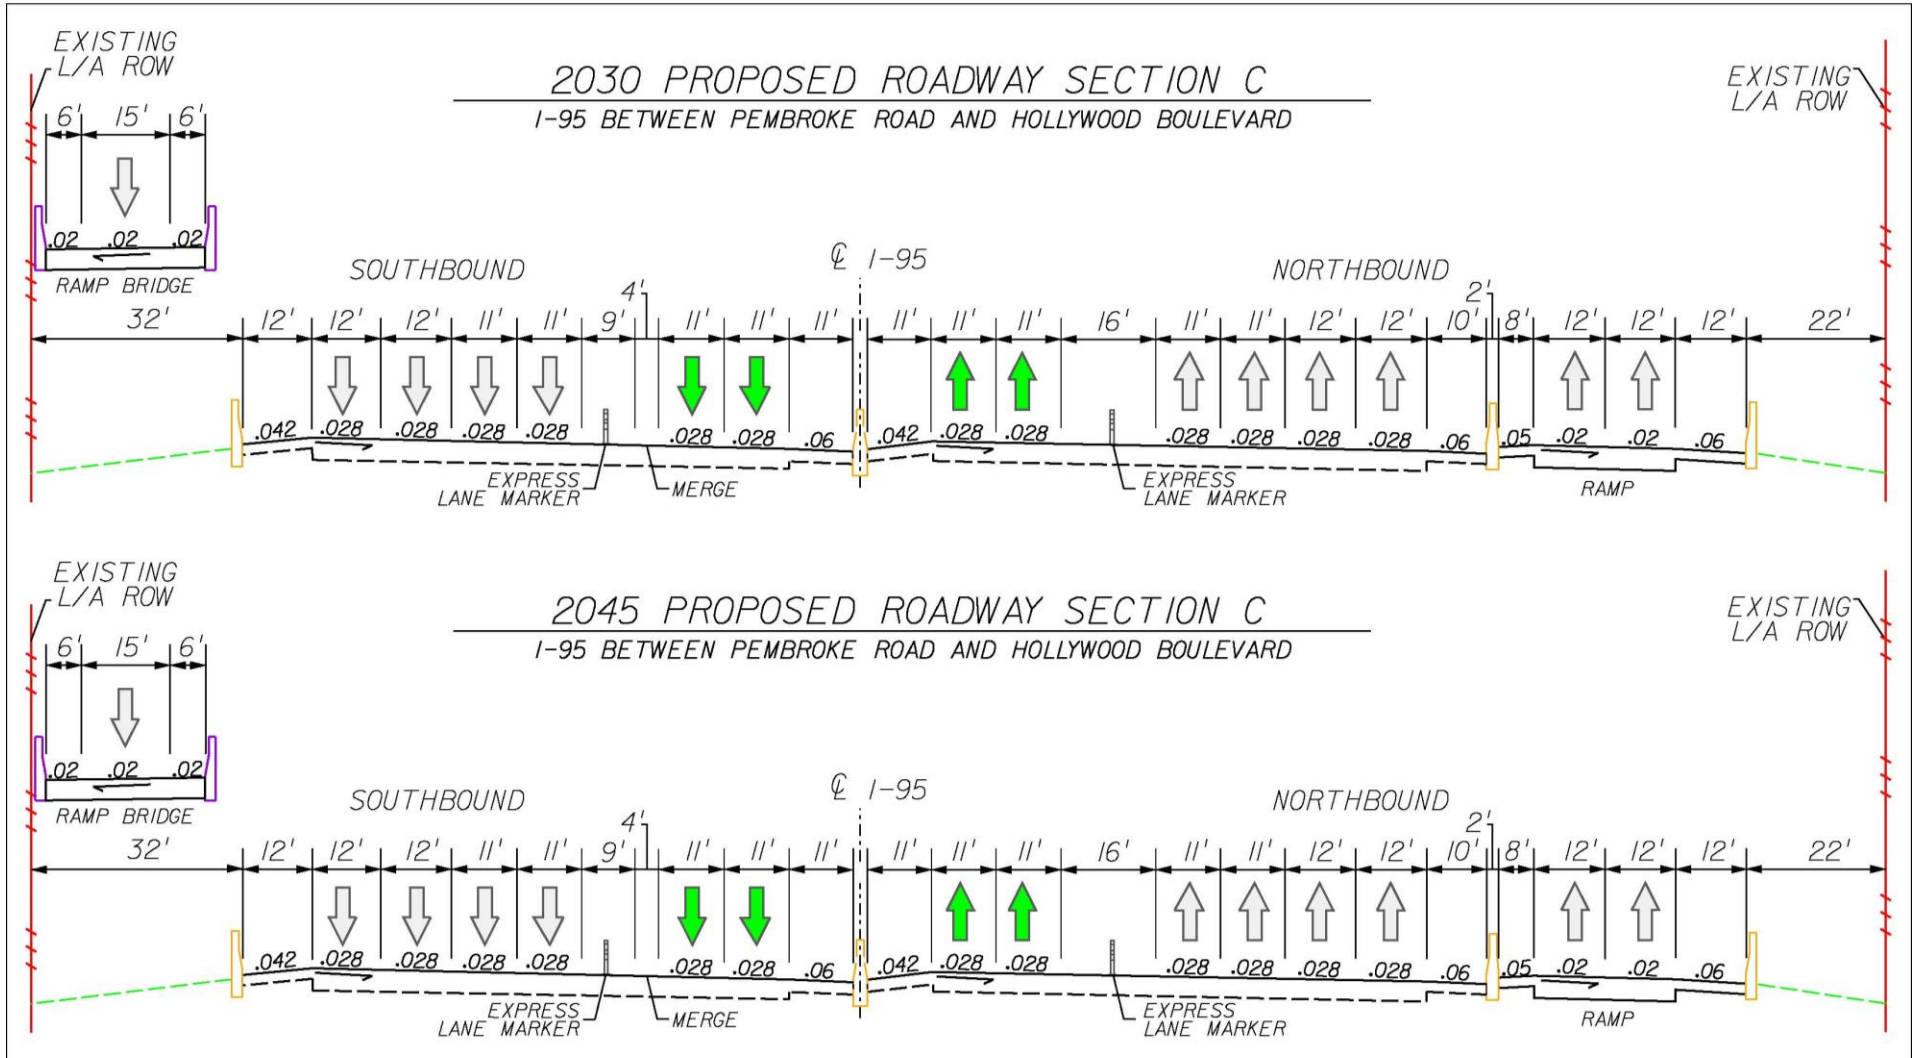 EXISTING
L/A ROW
2030 PROPOSED ROADWAY SECTION C
I-95 BETWEEN PEMBROKE ROAD AND HOLLYWOOD BOULEVARD
EXISTING
L/A ROW
6' 15' 6'
.02 .02 .02
RAMP BRIDGE
SOUTHBOUND
℄ I-95
NORTHBOUND
32' 12' 12' 12' 11' 11' 9' 4' 11' 11' 11' 11' 11' 11' 16' 11' 11' 12' 12' 10' 2' 8' 12' 12' 12' 22'
.042 .028 .028 .028 .028 .028 .028 .06 .042 .028 .028 .028 .028 .028 .028 .06 .05 .02 .02 .06
EXPRESS
LANE MARKER
MERGE
EXPRESS
LANE MARKER
RAMP
EXISTING
L/A ROW
2045 PROPOSED ROADWAY SECTION C
I-95 BETWEEN PEMBROKE ROAD AND HOLLYWOOD BOULEVARD
EXISTING
L/A ROW
6' 15' 6'
.02 .02 .02
RAMP BRIDGE
SOUTHBOUND
℄ I-95
NORTHBOUND
32' 12' 12' 12' 11' 11' 9' 4' 11' 11' 11' 11' 11' 11' 16' 11' 11' 12' 12' 10' 2' 8' 12' 12' 12' 22'
.042 .028 .028 .028 .028 .028 .028 .06 .042 .028 .028 .028 .028 .028 .028 .06 .05 .02 .02 .06
EXPRESS
LANE MARKER
MERGE
EXPRESS
LANE MARKER
RAMP